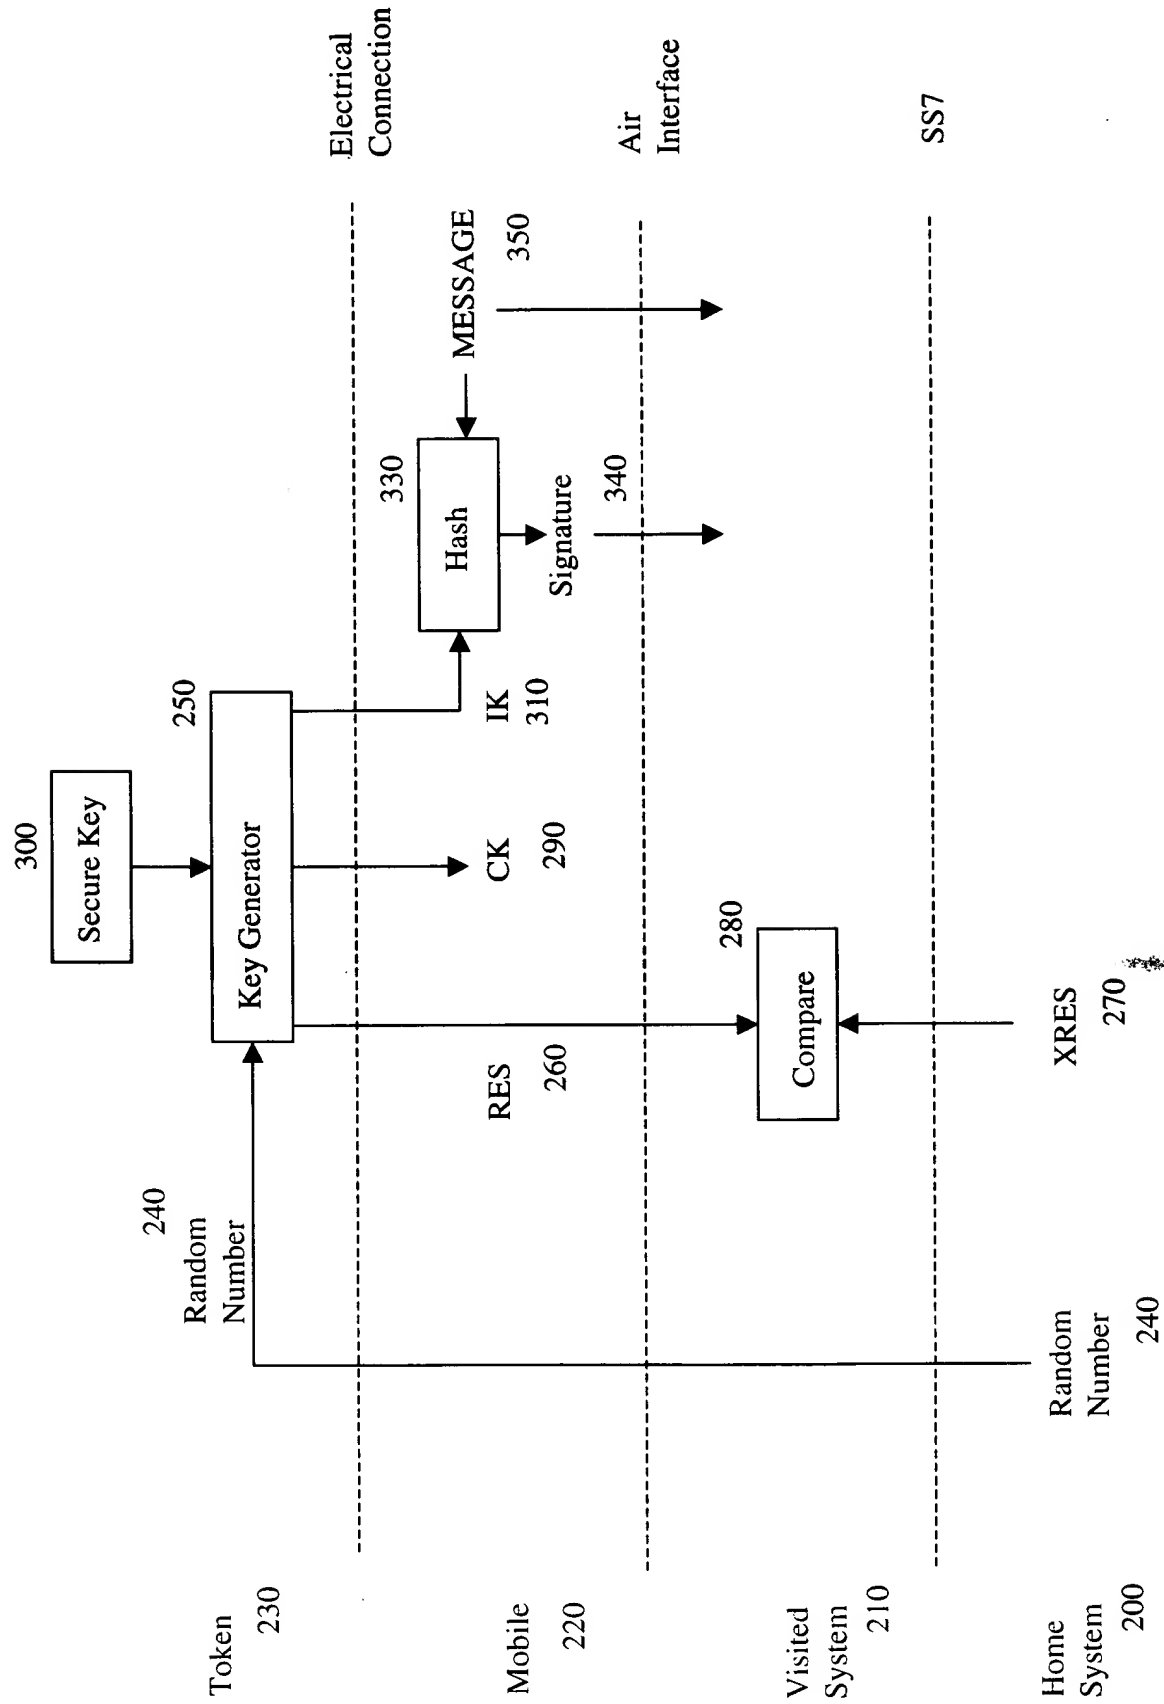 300
Secure Key
240
Random
Number
250
Key Generator
Token
230
Electrical
Connection
330
Hash
MESSAGE
350
RES
260
CK
290
IK
310
Signature
340
Mobile
220
Air
Interface
280
Compare
Visited
System
210
SS7
Random
Number
240
XRES
270
Home
System
200